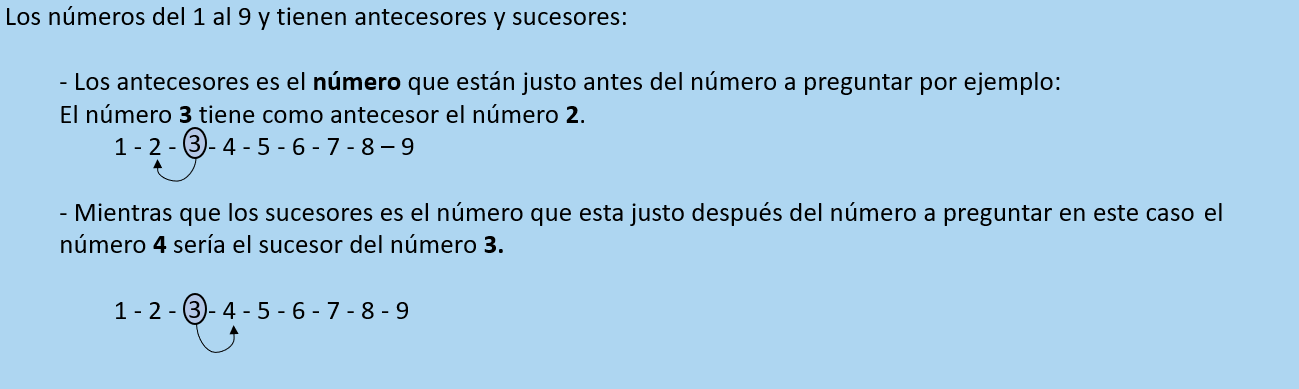 Los números del 1 al 9 y tienen antecesores y sucesores:
- Los antecesores es el número que están justo antes del número a preguntar por ejemplo:
El número 3 tiene como antecesor el número 2.
1 - 2 - 3 - 4 - 5 - 6 - 7 - 8 – 9
- Mientras que los sucesores es el número que esta justo después del número a preguntar en este caso el
número 4 sería el sucesor del número 3.
1 - 2 - 3 - 4 - 5 - 6 - 7 - 8 - 9